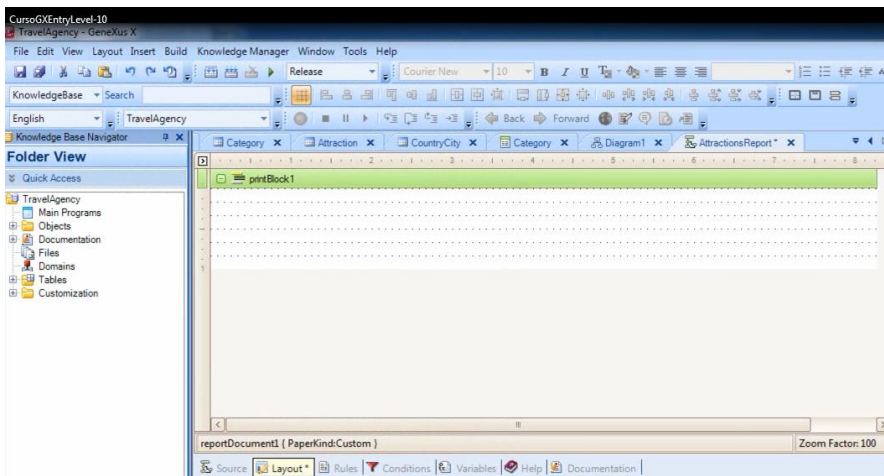 CursoGXEntryLevel-10
TravelAgency - GeneXus X
File Edit View Layout Insert Build Knowledge Manager Window Tools Help
Release Courier New 10 B I U
KnowledgeBase Search
English TravelAgency Back Forward
Knowledge Base Navigator
Category Attraction CountryCity Category Diagram1 AttractionsReport *
Folder View
Quick Access
printBlock1
TravelAgency
Main Programs
Objects
Documentation
Files
Domains
Tables
Customization
reportDocument1 { PaperKind:Custom } Zoom Factor: 100
Source Layout * Rules Conditions Variables Help Documentation